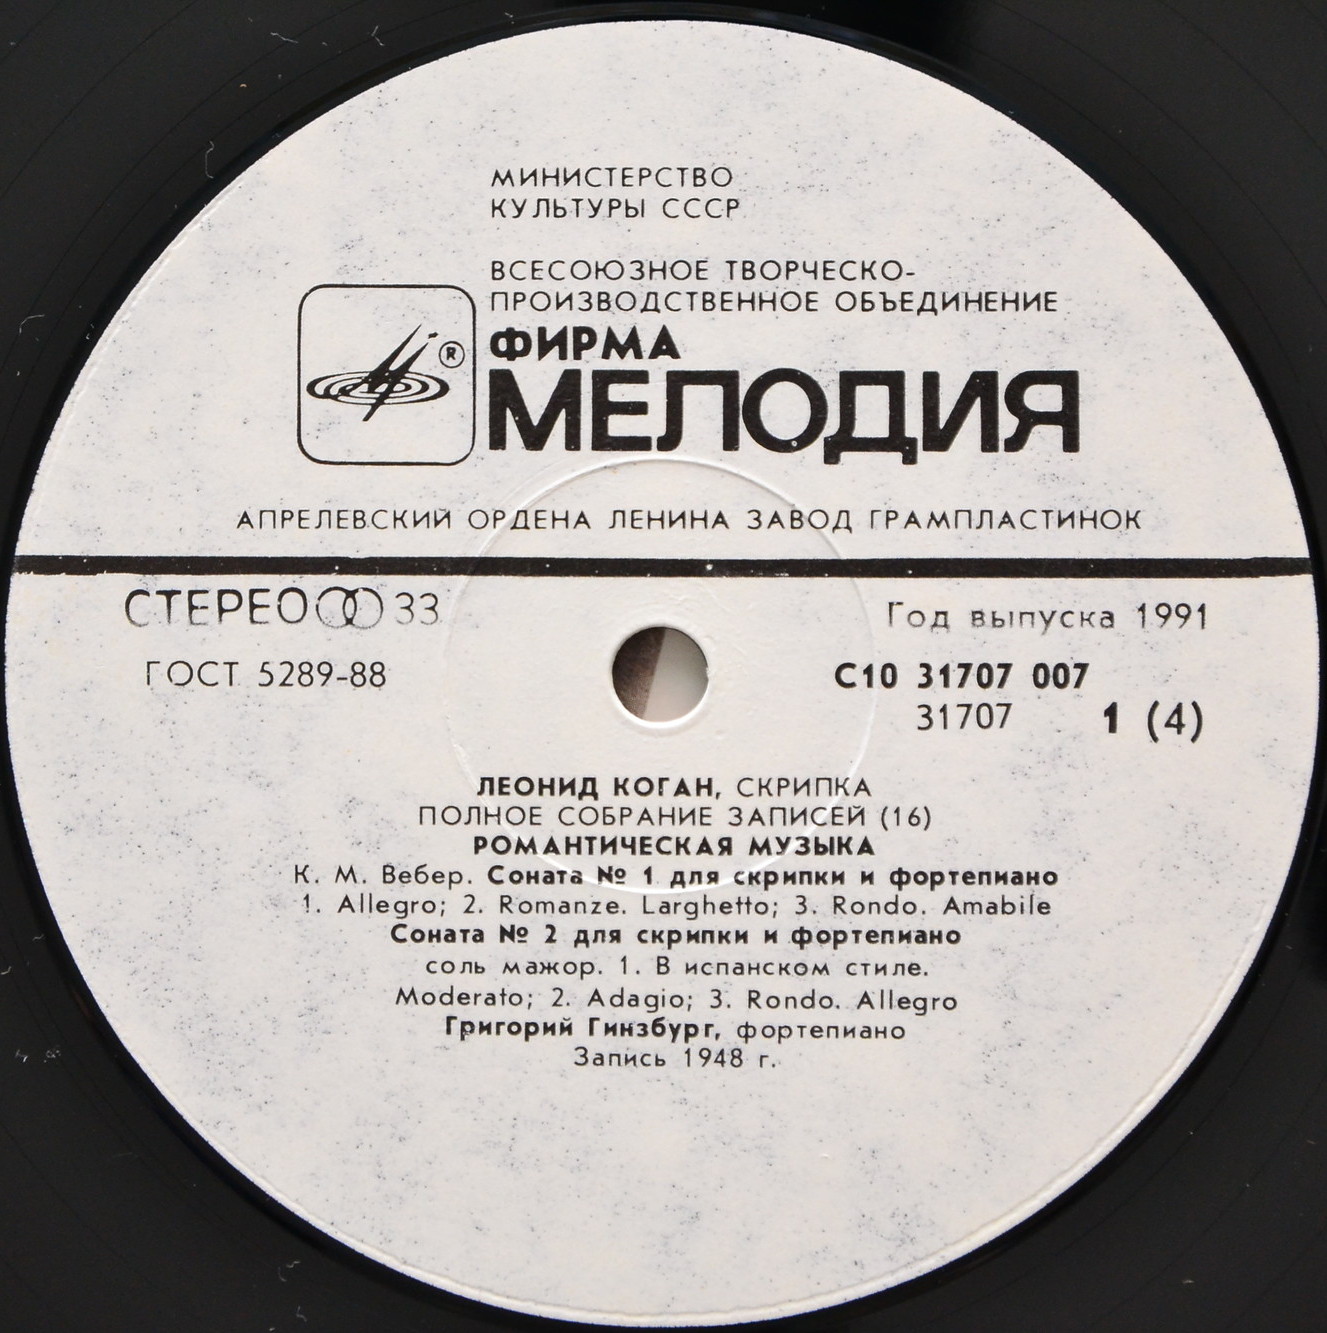 МИНИСТЕРСТВО
КУЛЬТУРЫ СССР
ВСЕСОЮЗНОЕ ТВОРЧЕСКО-
ПРОИЗВОДСТВЕННОЕ ОБЪЕДИНЕНИЕ
ФИРМА
®
МЕЛОДИЯ
АПРЕЛЕВСКИЙ ОРДЕНА ЛЕНИНА ЗАВОД ГРАМПЛАСТИНОК
СТЕРЕО 33
Год выпуска 1991
ГОСТ 5289-88
С10 31707 007
31707 1 (4)
ЛЕОНИД КОГАН, СКРИПКА
ПОЛНОЕ СОБРАНИЕ ЗАПИСЕЙ (16)
РОМАНТИЧЕСКАЯ МУЗЫКА
К. М. Вебер. Соната № 1 для скрипки и фортепиано
1. Allegro; 2. Romanze. Larghetto; 3. Rondo. Amabile
Соната № 2 для скрипки и фортепиано
соль мажор. 1. В испанском стиле.
Moderato; 2. Adagio; 3. Rondo. Allegro
Григорий Гинзбург, фортепиано
Запись 1948 г.